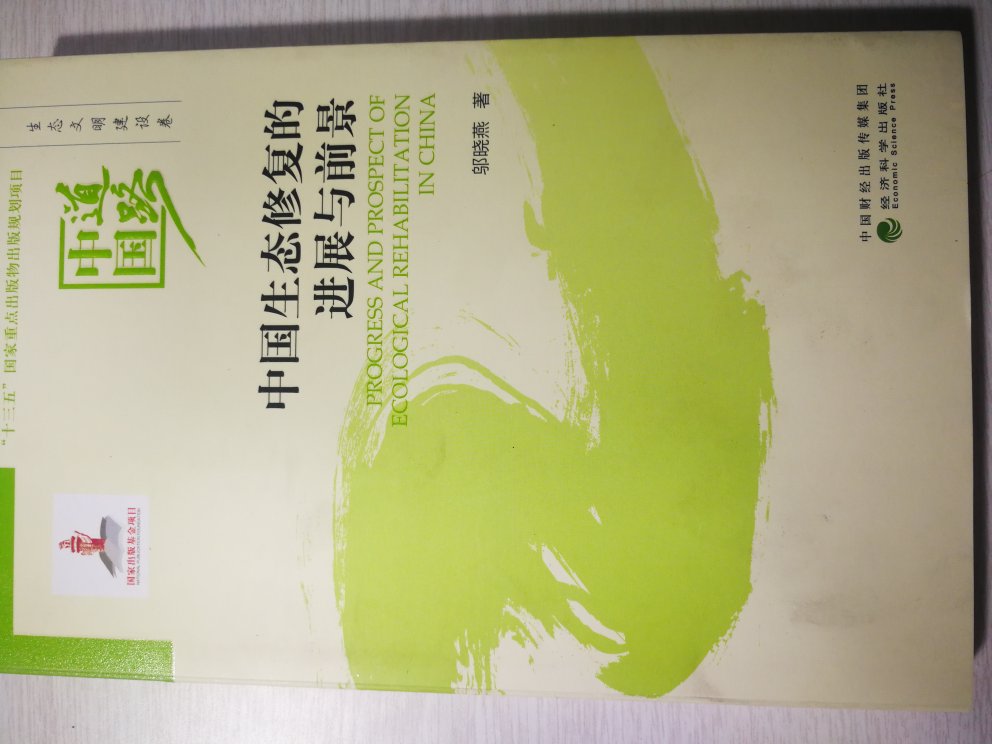 “十三五”国家重点出版物出版规划项目
中国道路
生态文明建设卷
国家出版基金项目
中国生态修复的
进展与前景
PROGRESS AND PROSPECT OF
ECOLOGICAL REHABILITATION
IN CHINA
邬晓燕 著
中国财经出版传媒集团
经济科学出版社
Economic Science Press